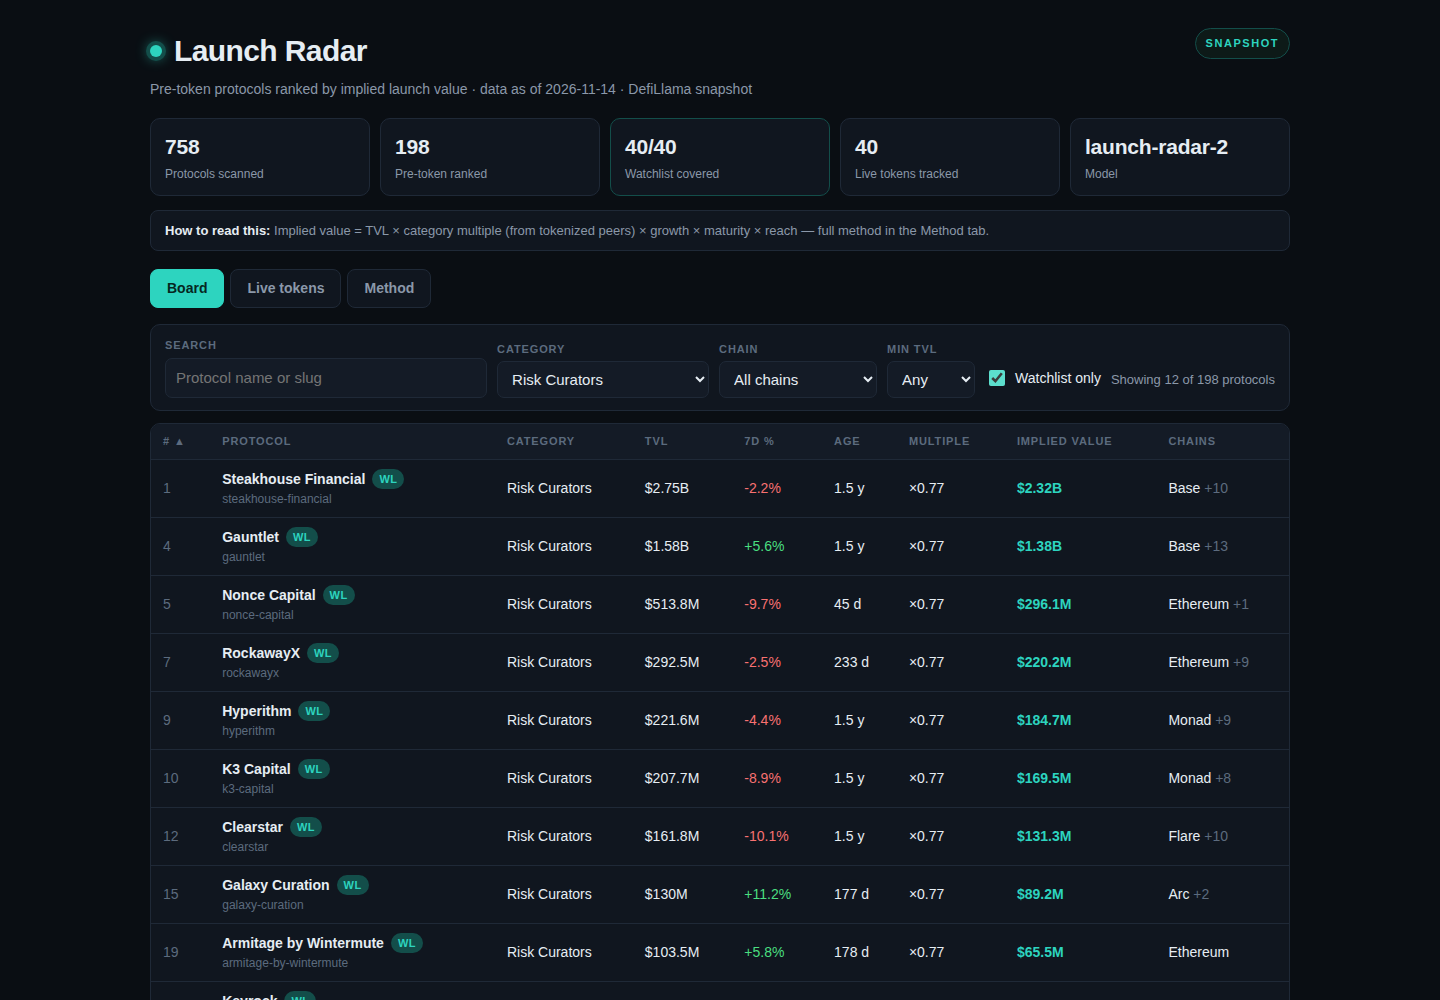 Launch Radar
SNAPSHOT
Pre-token protocols ranked by implied launch value · data as of 2026-11-14 · DefiLlama snapshot
758
Protocols scanned
198
Pre-token ranked
40/40
Watchlist covered
40
Live tokens tracked
launch-radar-2
Model
How to read this: Implied value = TVL × category multiple (from tokenized peers) × growth × maturity × reach — full method in the Method tab.
Board Live tokens Method
SEARCH
Protocol name or slug
CATEGORY
Risk Curators
CHAIN
All chains
MIN TVL
Any
Watchlist only
Showing 12 of 198 protocols
# ▲ PROTOCOL CATEGORY TVL 7D % AGE MULTIPLE IMPLIED VALUE CHAINS
1 Steakhouse Financial WL Risk Curators $2.75B -2.2% 1.5 y ×0.77 $2.32B Base +10
steakhouse-financial
4 Gauntlet WL Risk Curators $1.58B +5.6% 1.5 y ×0.77 $1.38B Base +13
gauntlet
5 Nonce Capital WL Risk Curators $513.8M -9.7% 45 d ×0.77 $296.1M Ethereum +1
nonce-capital
7 RockawayX WL Risk Curators $292.5M -2.5% 233 d ×0.77 $220.2M Ethereum +9
rockawayx
9 Hyperithm WL Risk Curators $221.6M -4.4% 1.5 y ×0.77 $184.7M Monad +9
hyperithm
10 K3 Capital WL Risk Curators $207.7M -8.9% 1.5 y ×0.77 $169.5M Monad +8
k3-capital
12 Clearstar WL Risk Curators $161.8M -10.1% 1.5 y ×0.77 $131.3M Flare +10
clearstar
15 Galaxy Curation WL Risk Curators $130M +11.2% 177 d ×0.77 $89.2M Arc +2
galaxy-curation
19 Armitage by Wintermute WL Risk Curators $103.5M +5.8% 178 d ×0.77 $65.5M Ethereum
armitage-by-wintermute
Keyrock WL